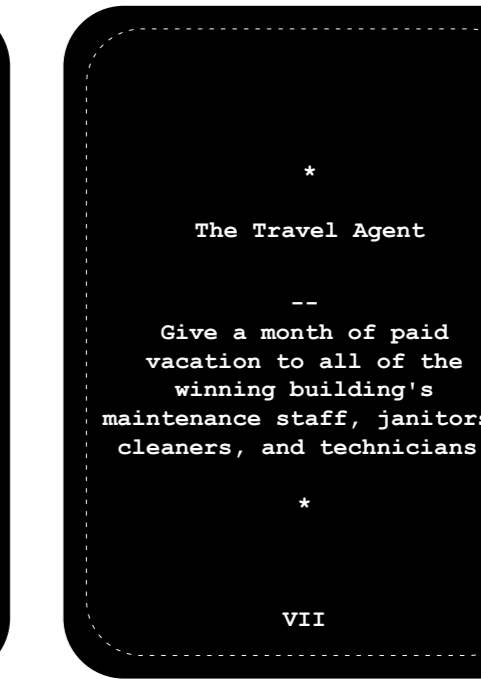 *
The Travel Agent
--
Give a month of paid
vacation to all of the
winning building's
maintenance staff, janitors
cleaners, and technicians
*
VII